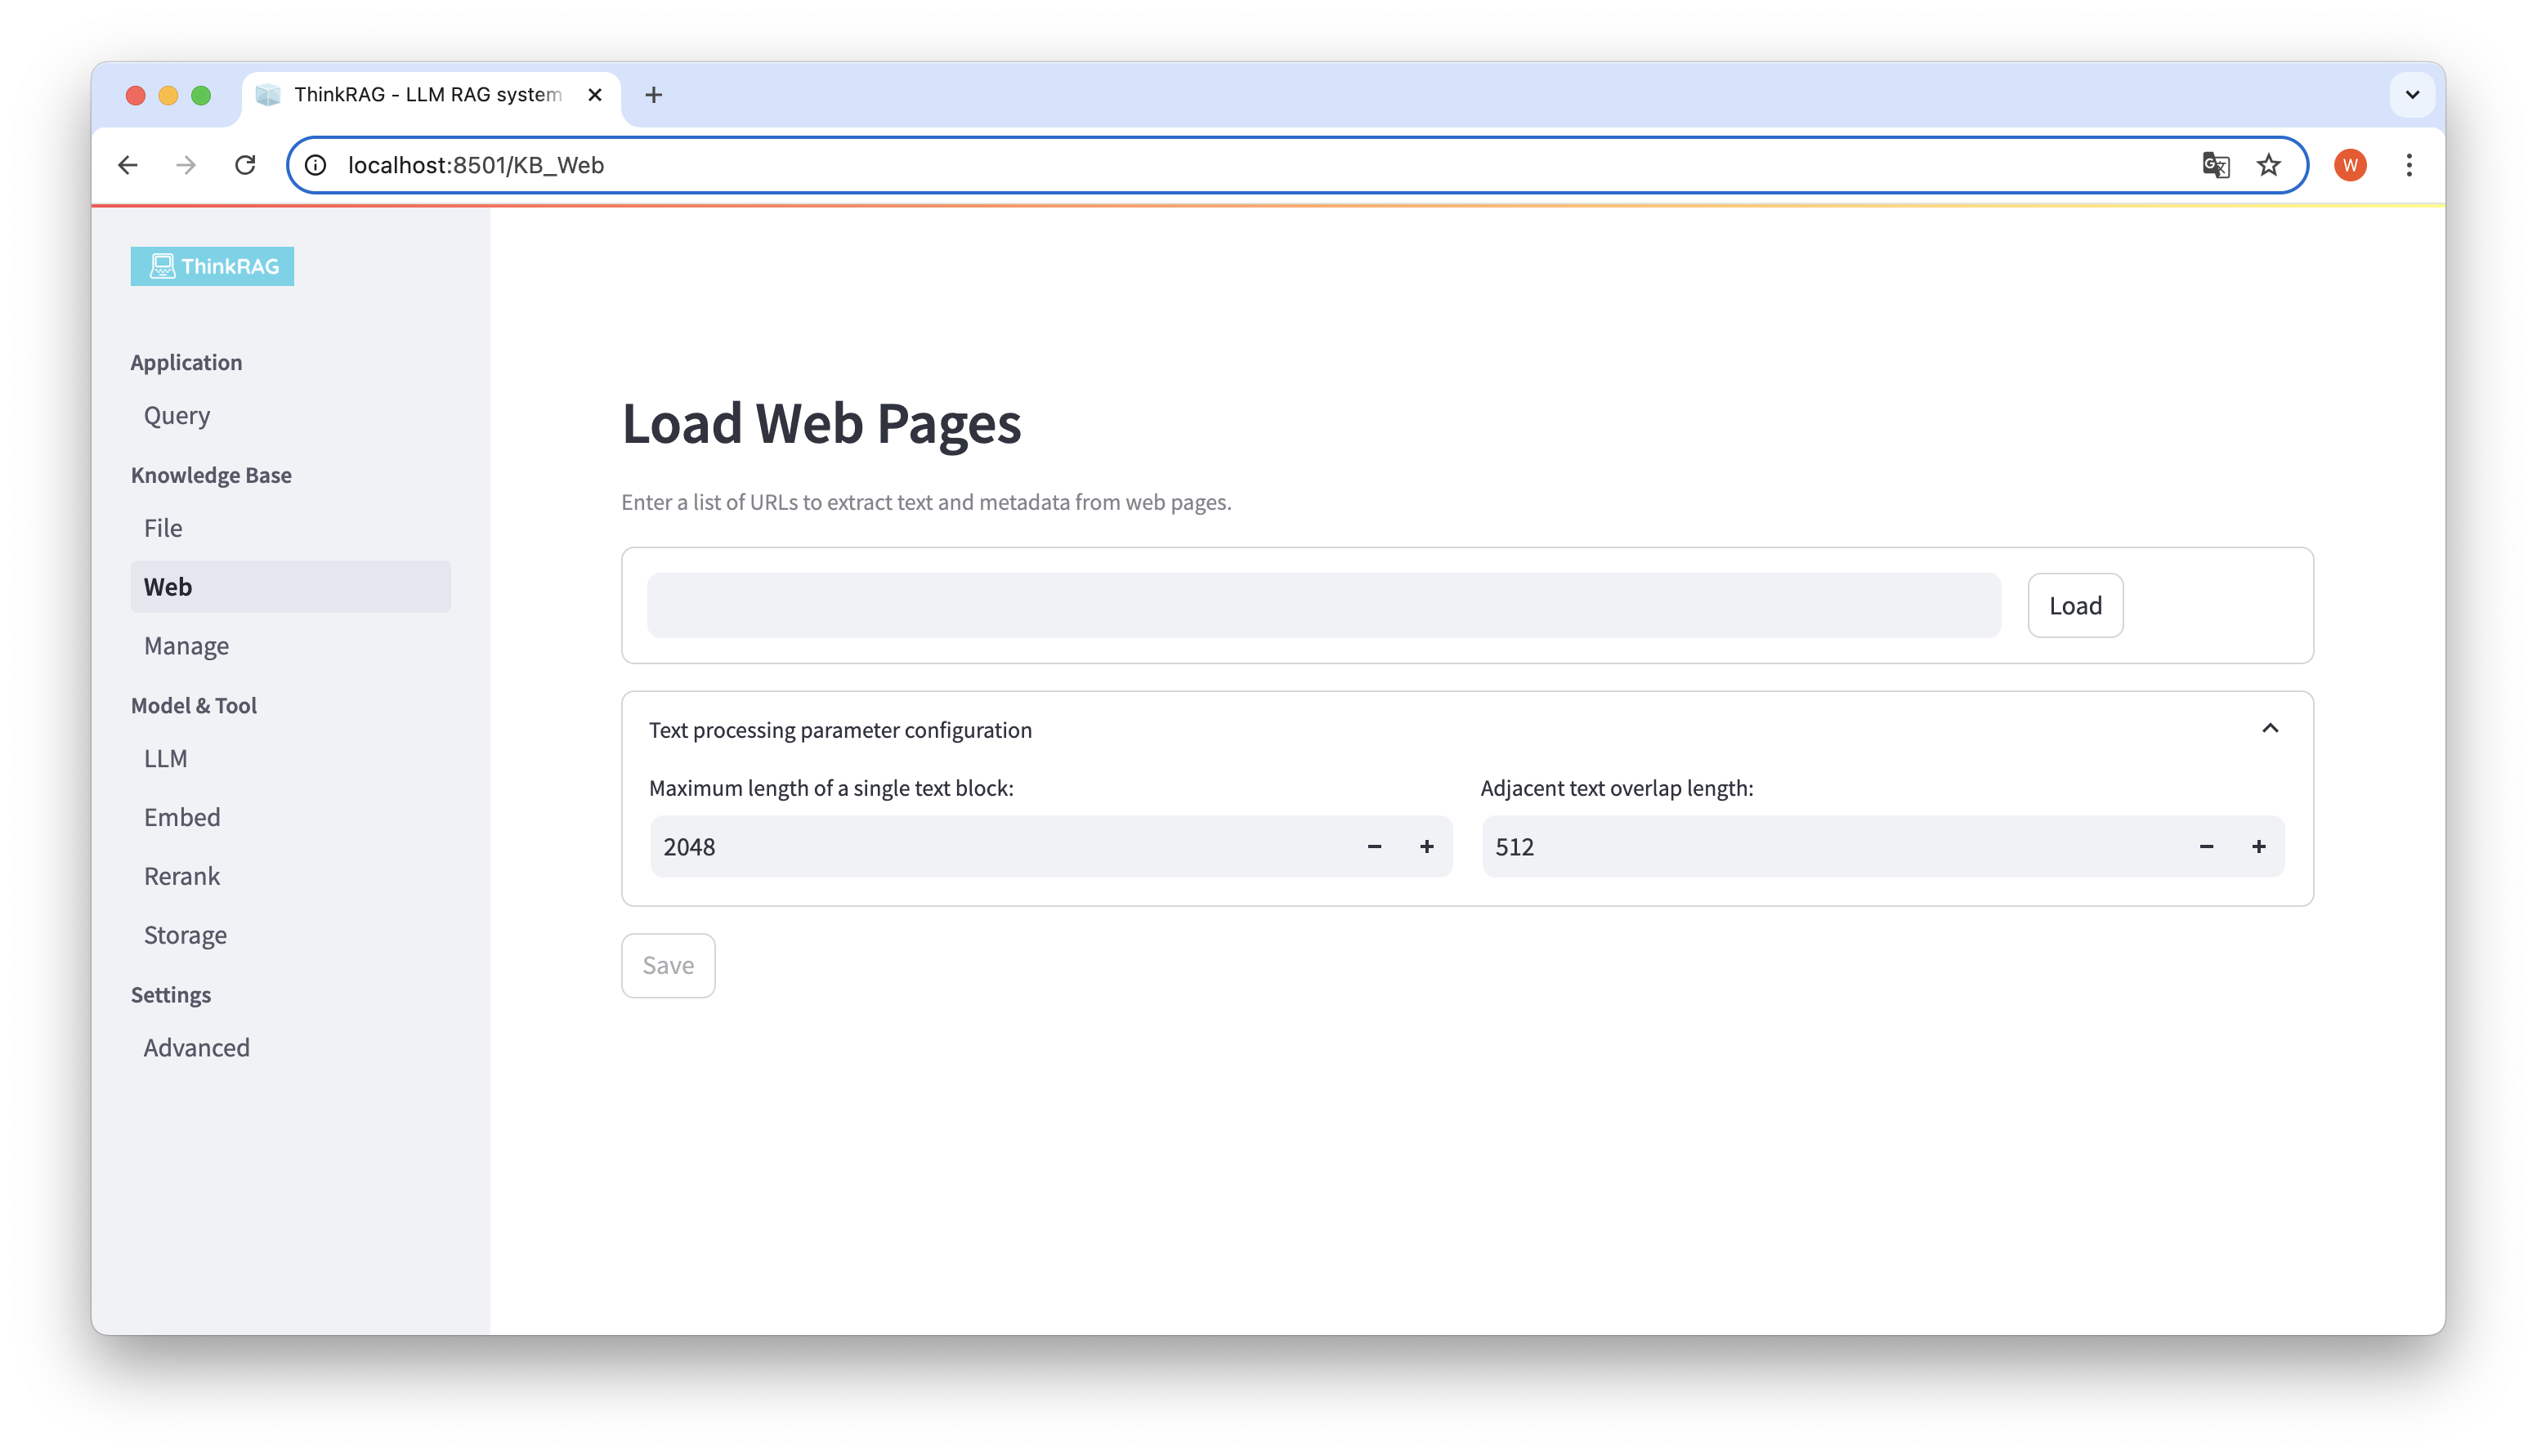 ThinkRAG - LLM RAG system
localhost:8501/KB_Web
W
ThinkRAG
Application
Query
Knowledge Base
File
Web
Manage
Model & Tool
LLM
Embed
Rerank
Storage
Settings
Advanced
Load Web Pages
Enter a list of URLs to extract text and metadata from web pages.
Load
Text processing parameter configuration
Maximum length of a single text block:
2048
Adjacent text overlap length:
512
Save